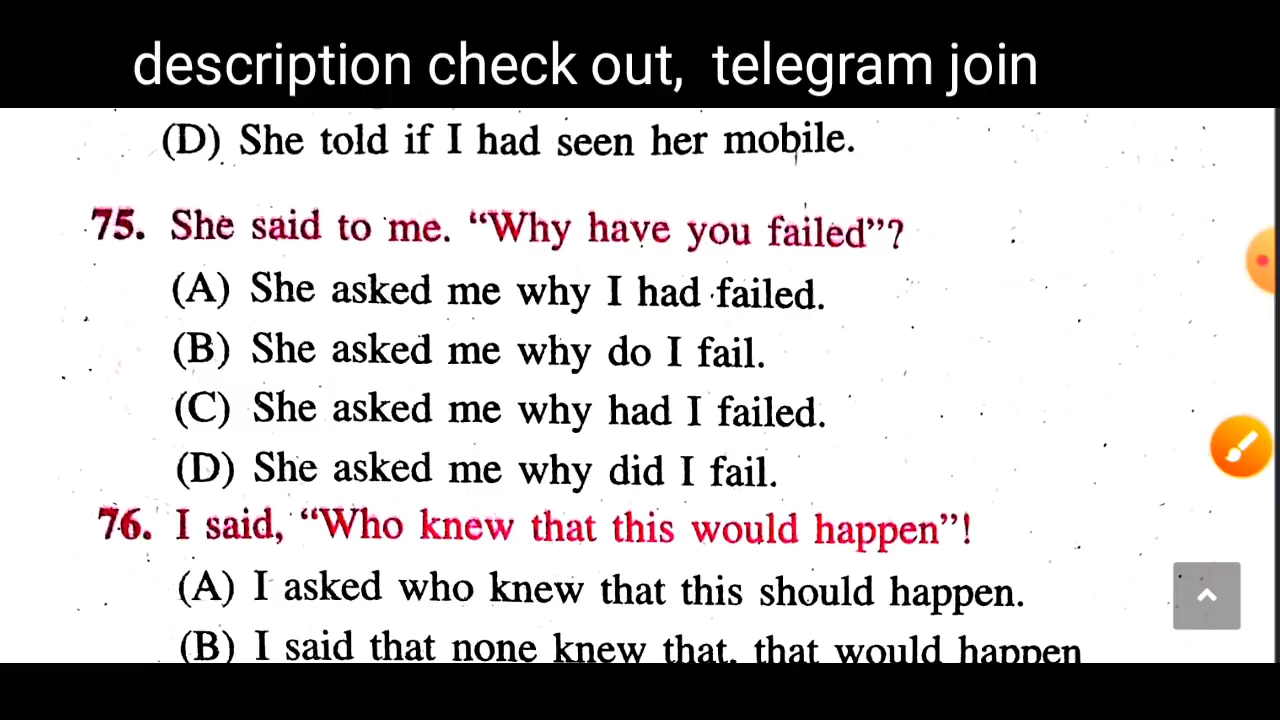 description check out, telegram join
(D) She told if I had seen her mobile.
75. She said to me. “Why have you failed”?
(A) She asked me why I had failed.
(B) She asked me why do I fail.
(C) She asked me why had I failed.
(D) She asked me why did I fail.
76. I said, “Who knew that this would happen”!
(A) I asked who knew that this should happen.
(B) I said that none knew that, that would happen